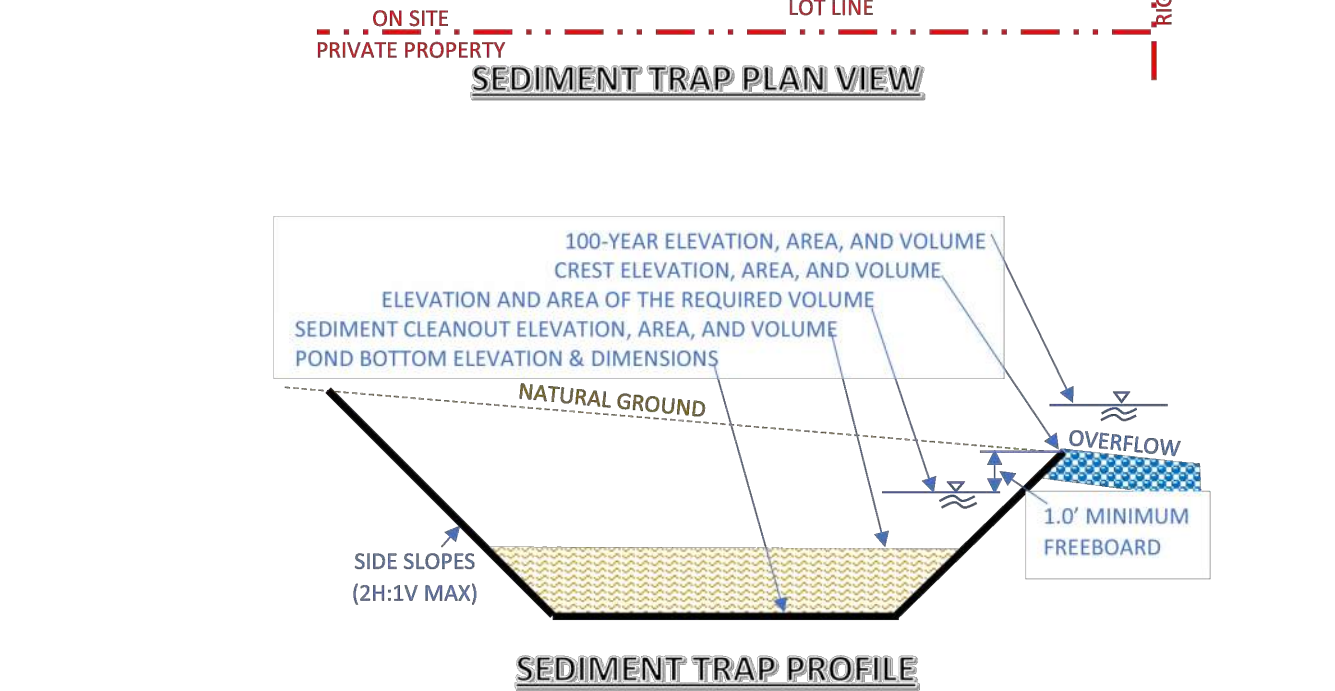 LOT LINE
ON SITE
PRIVATE PROPERTY
SEDIMENT TRAP PLAN VIEW
100-YEAR ELEVATION, AREA, AND VOLUME
CREST ELEVATION, AREA, AND VOLUME
ELEVATION AND AREA OF THE REQUIRED VOLUME
SEDIMENT CLEANOUT ELEVATION, AREA, AND VOLUME
POND BOTTOM ELEVATION & DIMENSIONS
NATURAL GROUND
OVERFLOW
1.0’ MINIMUM
FREEBOARD
SIDE SLOPES
(2H:1V MAX)
SEDIMENT TRAP PROFILE